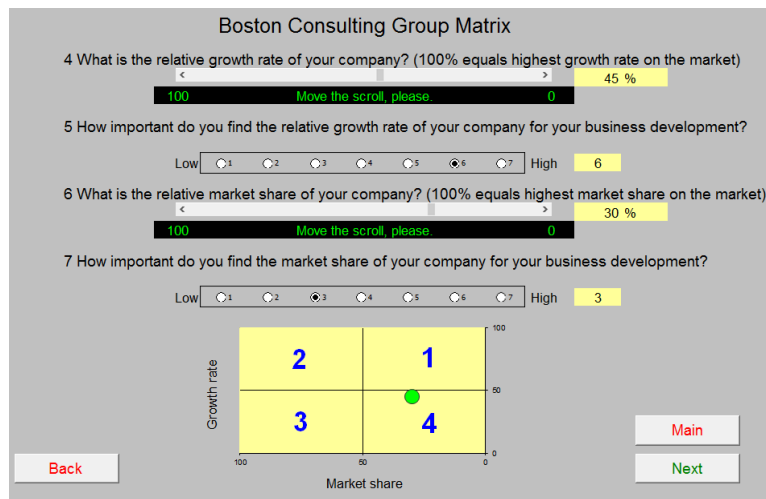 Boston Consulting Group Matrix
4 What is the relative growth rate of your company? (100% equals highest growth rate on the market)
45 %
100 Move the scroll, please. 0
5 How important do you find the relative growth rate of your company for your business development?
Low 1 2 3 4 5 6 7 High 6
6 What is the relative market share of your company? (100% equals highest market share on the market)
30 %
100 Move the scroll, please. 0
7 How important do you find the market share of your company for your business development?
Low 1 2 3 4 5 6 7 High 3
100
2 1
Growth rate
50
3 4
Main
0
100 50 0
Back
Next
Market share